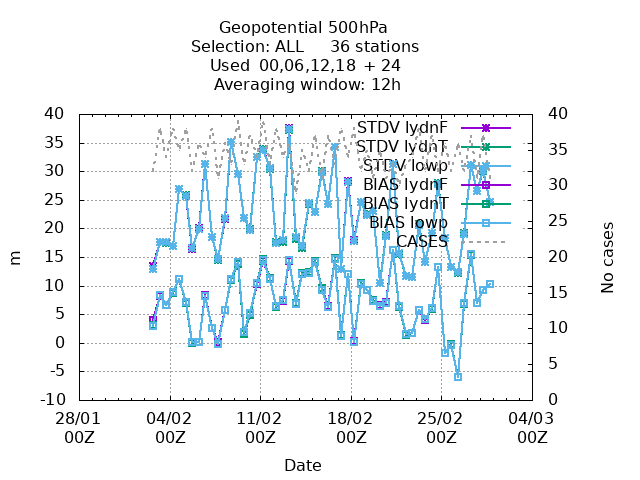 Geopotential 500hPa
Selection: ALL 36 stations
Used 00,06,12,18 + 24
Averaging window: 12h
40 40
35 35
30 30
25 25
20 20
15 15
10 10
5 5
0 0
-5
-10
m
No cases
STDV lydnF
STDV lydnT
STDV lowp
BIAS lydnF
BIAS lydnT
BIAS lowp
CASES
28/01 04/02 11/02 18/02 25/02 04/03
00Z 00Z 00Z 00Z 00Z 00Z
Date